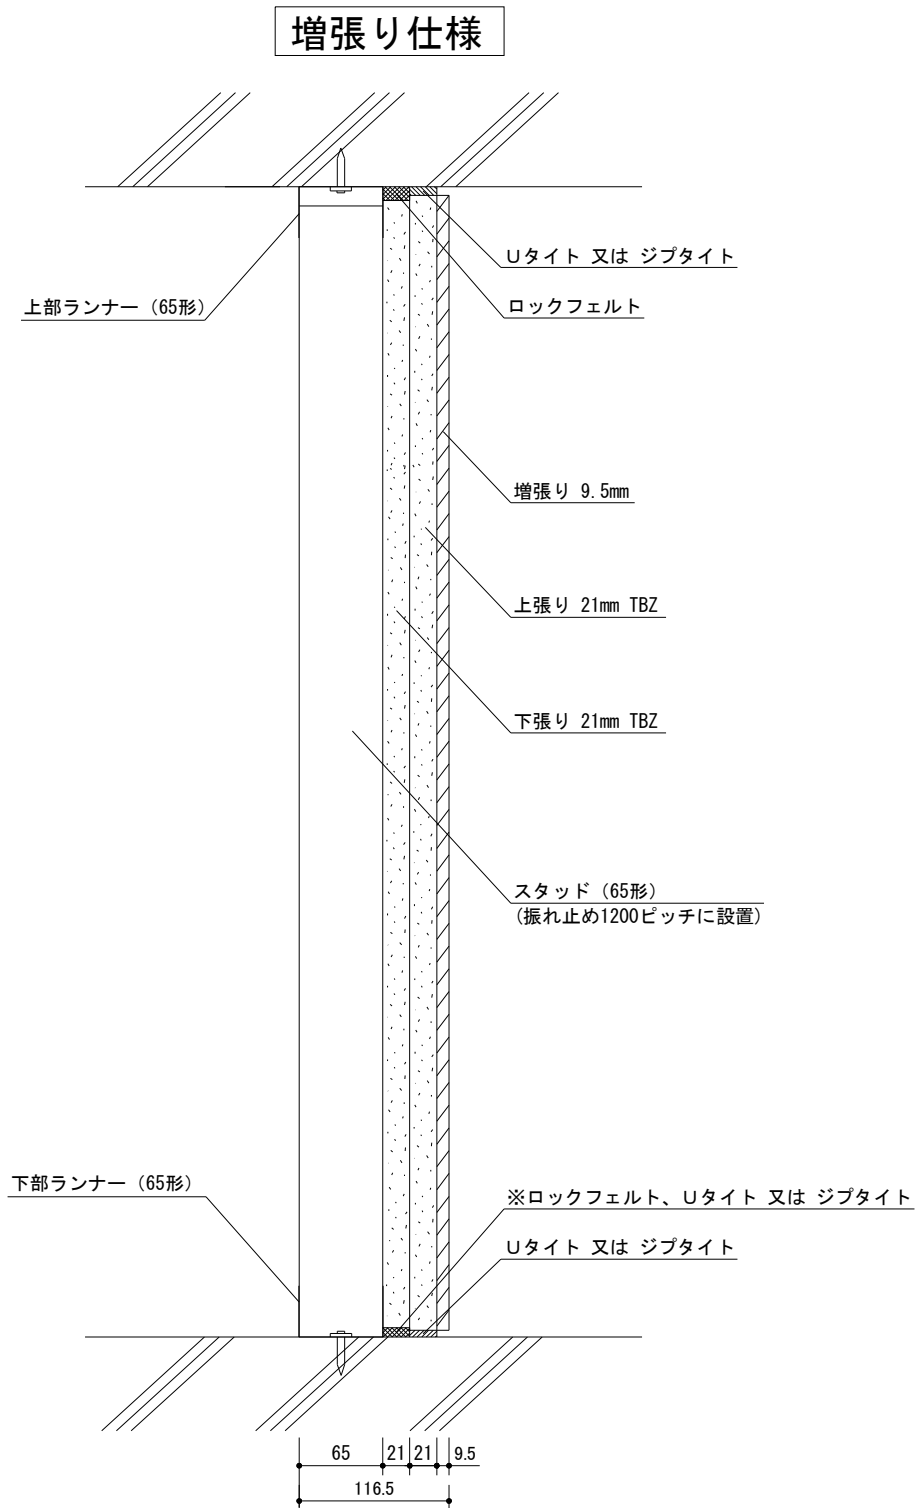 増張り仕様
Uタイト 又は ジプタイト
上部ランナー (65形)
ロックフェルト
増張り 9.5mm
上張り 21mm TBZ
下張り 21mm TBZ
スタッド (65形)
(振れ止め1200ピッチに設置)
下部ランナー (65形)
※ロックフェルト、Uタイト 又は ジプタイト
Uタイト 又は ジプタイト
65 21 21 9.5
116.5